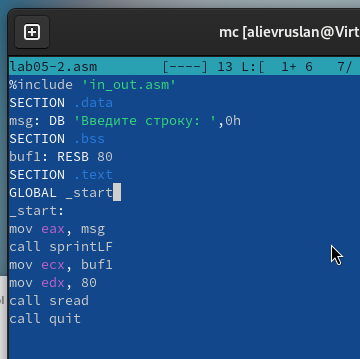 mc [alievruslan@Virt
lab05-2.asm [----] 13 L:[ 1+ 6 7/
%include 'in_out.asm'
SECTION .data
msg: DB 'Введите строку: ',0h
SECTION .bss
buf1: RESB 80
SECTION .text
GLOBAL _start
_start:
mov eax, msg
call sprintLF
mov ecx, buf1
mov edx, 80
call sread
call quit